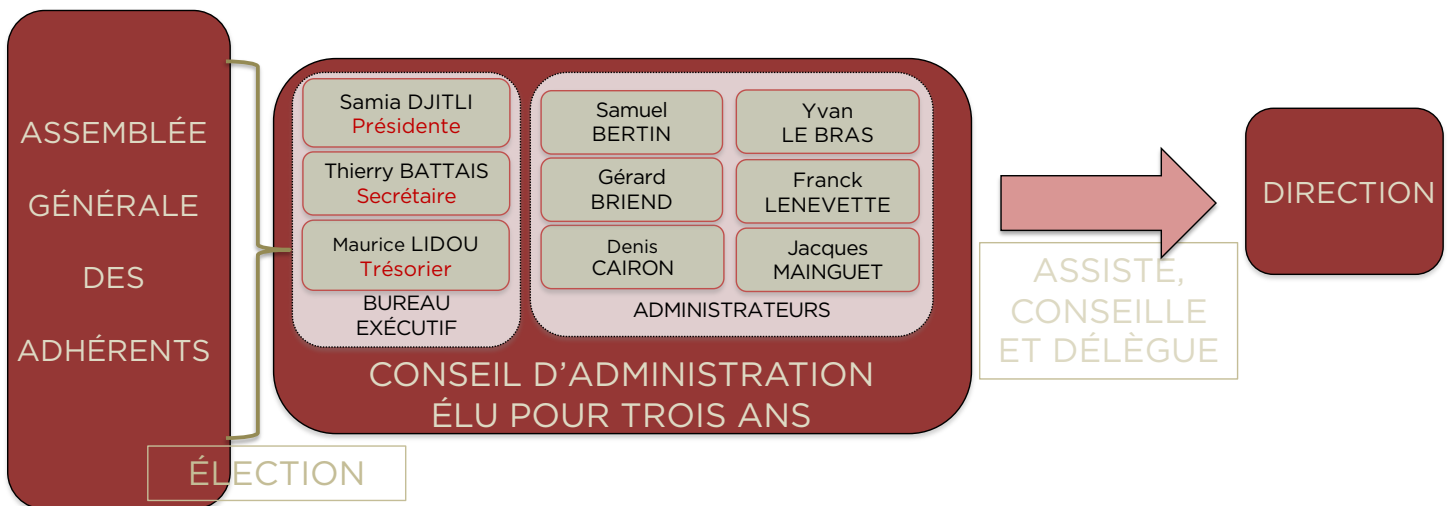 ASSEMBLÉE
GÉNÉRALE
DES
ADHÉRENTS
ÉLECTION
Samia DJITLI
Présidente
Thierry BATTAIS
Secrétaire
Maurice LIDOU
Trésorier
BUREAU
EXÉCUTIF
Samuel
BERTIN
Yvan
LE BRAS
Gérard
BRIEND
Franck
LENEVETTE
Denis
CAIRON
Jacques
MAINGUET
ADMINISTRATEURS
CONSEIL D’ADMINISTRATION
ÉLU POUR TROIS ANS
ASSISTE,
CONSEILLE
ET DÉLÈGUE
DIRECTION